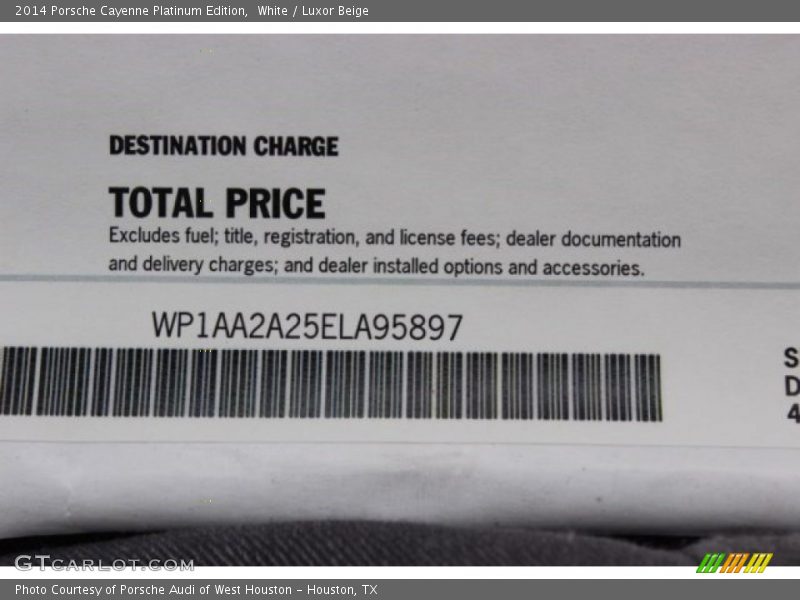 2014 Porsche Cayenne Platinum Edition,  White / Luxor Beige
DESTINATION CHARGE
TOTAL PRICE
Excludes fuel; title, registration, and license fees; dealer documentation
and delivery charges; and dealer installed options and accessories.
WP1AA2A25ELA95897
S
D
4
GTCARLOT.COM
Photo Courtesy of Porsche Audi of West Houston - Houston, TX